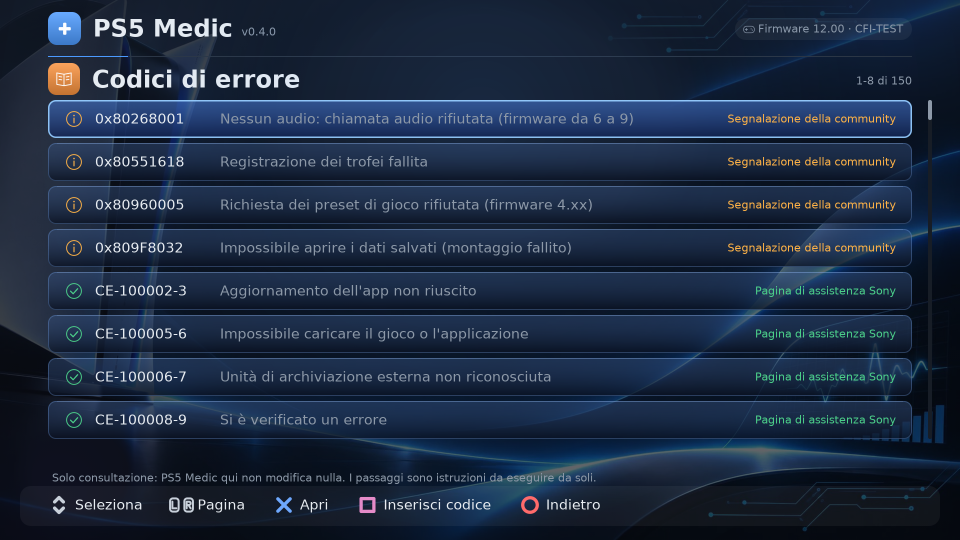 PS5 Medic v0.4.0
Firmware 12.00 · CFI-TEST
Codici di errore
1-8 di 150
0x80268001 Nessun audio: chiamata audio rifiutata (firmware da 6 a 9) Segnalazione della community
0x80551618 Registrazione dei trofei fallita Segnalazione della community
0x80960005 Richiesta dei preset di gioco rifiutata (firmware 4.xx) Segnalazione della community
0x809F8032 Impossibile aprire i dati salvati (montaggio fallito) Segnalazione della community
CE-100002-3 Aggiornamento dell'app non riuscito Pagina di assistenza Sony
CE-100005-6 Impossibile caricare il gioco o l'applicazione Pagina di assistenza Sony
CE-100006-7 Unità di archiviazione esterna non riconosciuta Pagina di assistenza Sony
CE-100008-9 Si è verificato un errore Pagina di assistenza Sony
Solo consultazione: PS5 Medic qui non modifica nulla. I passaggi sono istruzioni da eseguire da soli.
Seleziona L R Pagina Apri Inserisci codice Indietro